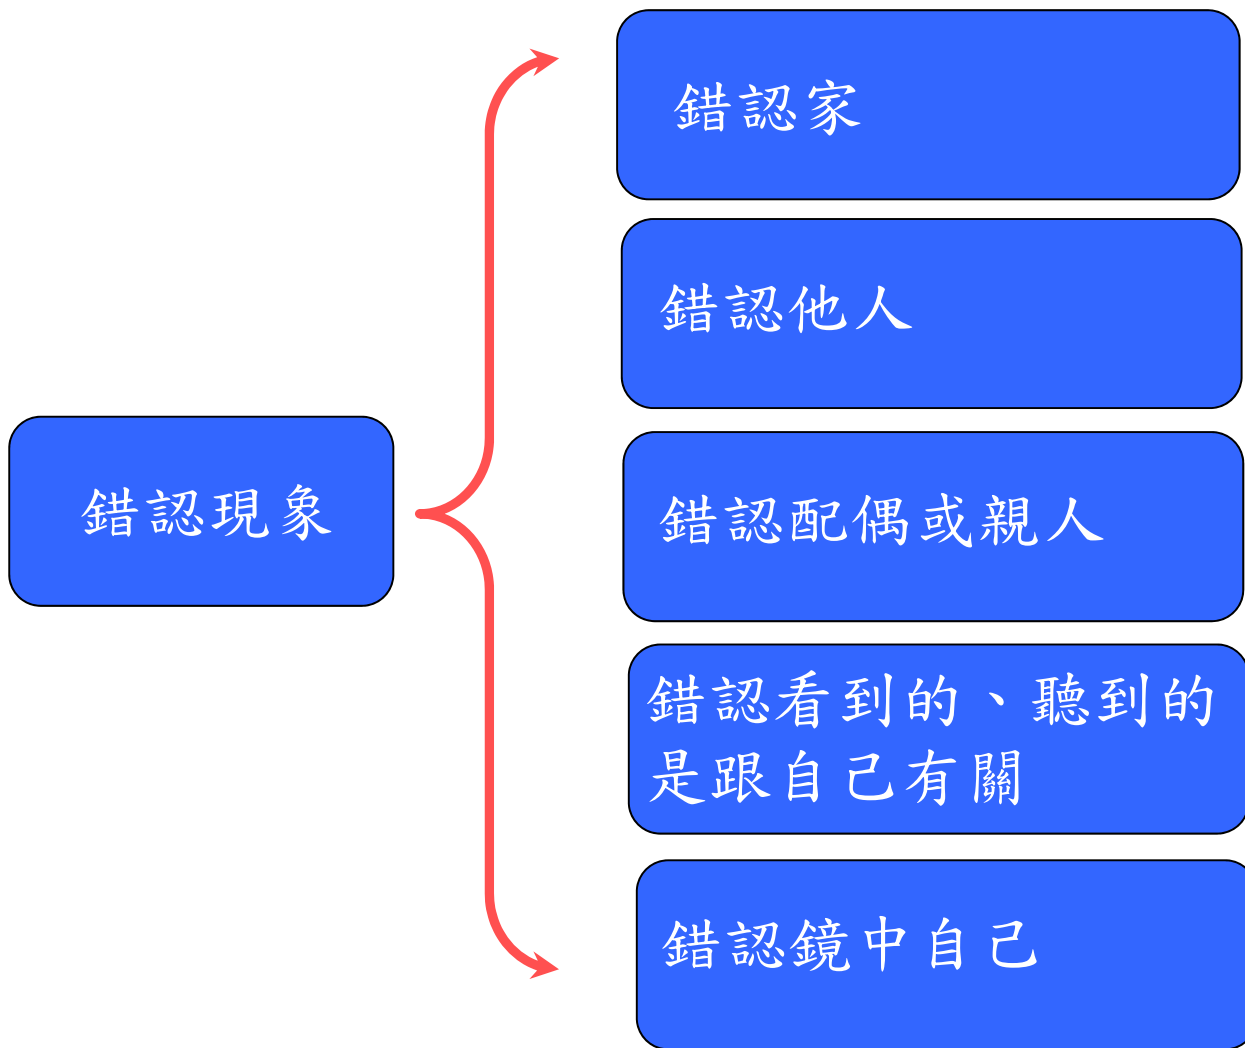 錯認現象
錯認家
錯認他人
錯認配偶或親人
錯認看到的、聽到的
是跟自己有關
錯認鏡中自己